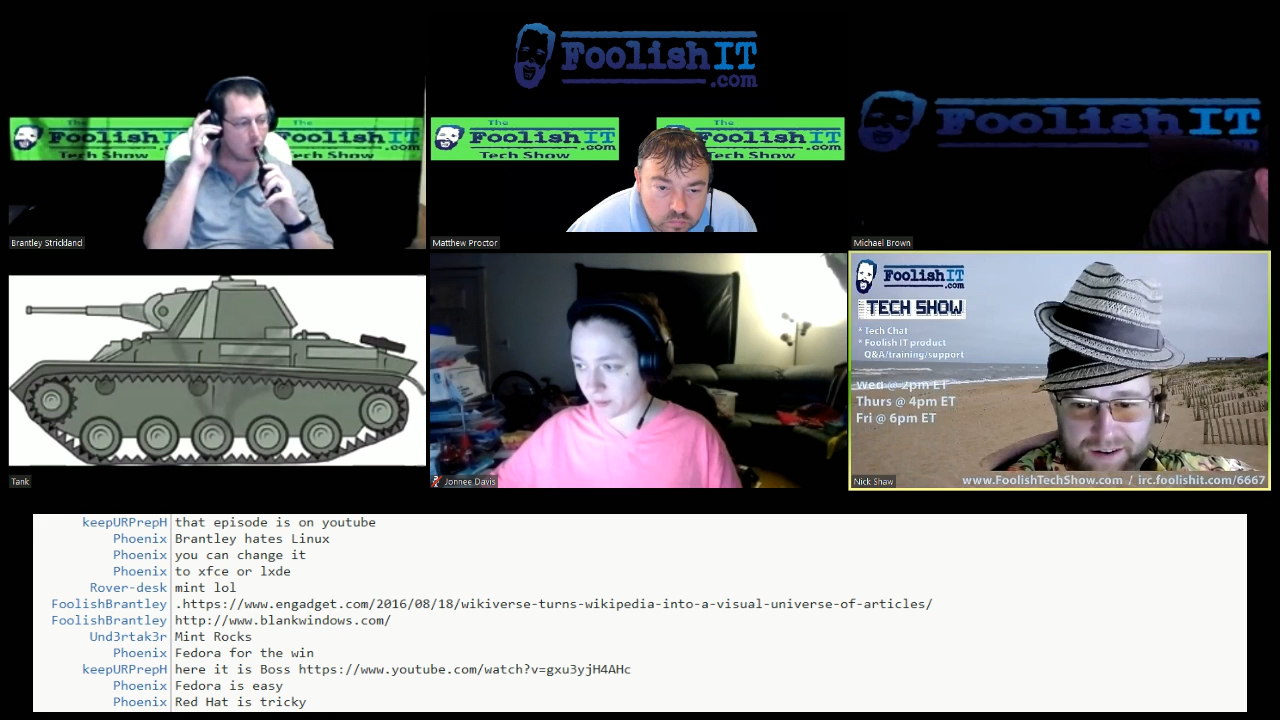 FoolishIT
.com
FoolishIT
.com
The
FoolishIT
.com
Tech Show
The
FoolishIT
.com
Tech Show
The
FoolishIT
.com
Tech Show
The
FoolishIT
.com
Tech Show
Brantley Strickland
Matthew Proctor
Michael Brown
FoolishIT
.com
TECH SHOW
* Tech Chat
* Foolish IT product
Q&A/training/support
Wed @ 2pm ET
Thurs @ 4pm ET
Fri @ 6pm ET
Tank
Jonnee Davis
Nick Shaw
www.FoolishTechShow.com / irc.foolishit.com/6667
keepURPrepH that episode is on youtube
Phoenix Brantley hates Linux
Phoenix you can change it
Phoenix to xfce or lxde
Rover-desk mint lol
FoolishBrantley .https://www.engadget.com/2016/08/18/wikiverse-turns-wikipedia-into-a-visual-universe-of-articles/
FoolishBrantley http://www.blankwindows.com/
Und3rtak3r Mint Rocks
Phoenix Fedora for the win
keepURPrepH here it is Boss https://www.youtube.com/watch?v=gxu3yjH4AHc
Phoenix Fedora is easy
Phoenix Red Hat is tricky